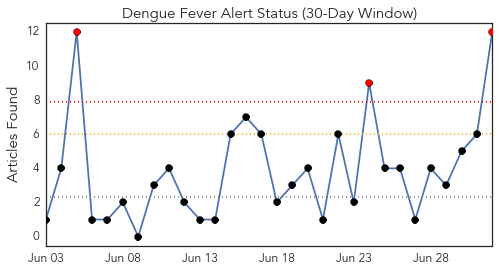 Dengue Fever Alert Status (30-Day Window)
Articles Found
12
10
8
6
4
2
0
Jun 03 Jun 08 Jun 13 Jun 18 Jun 23 Jun 28